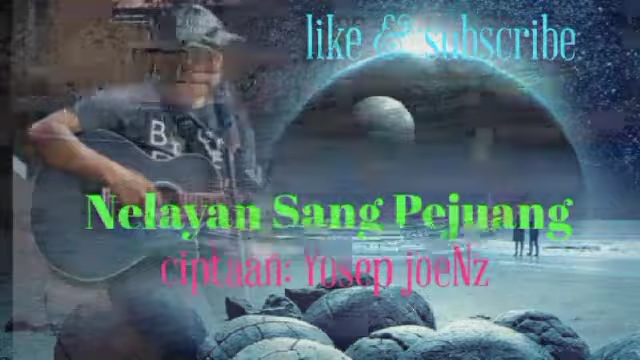 like & subscribe
Nelayan Sang Pejuang
ciptaan: Yosep joeNz